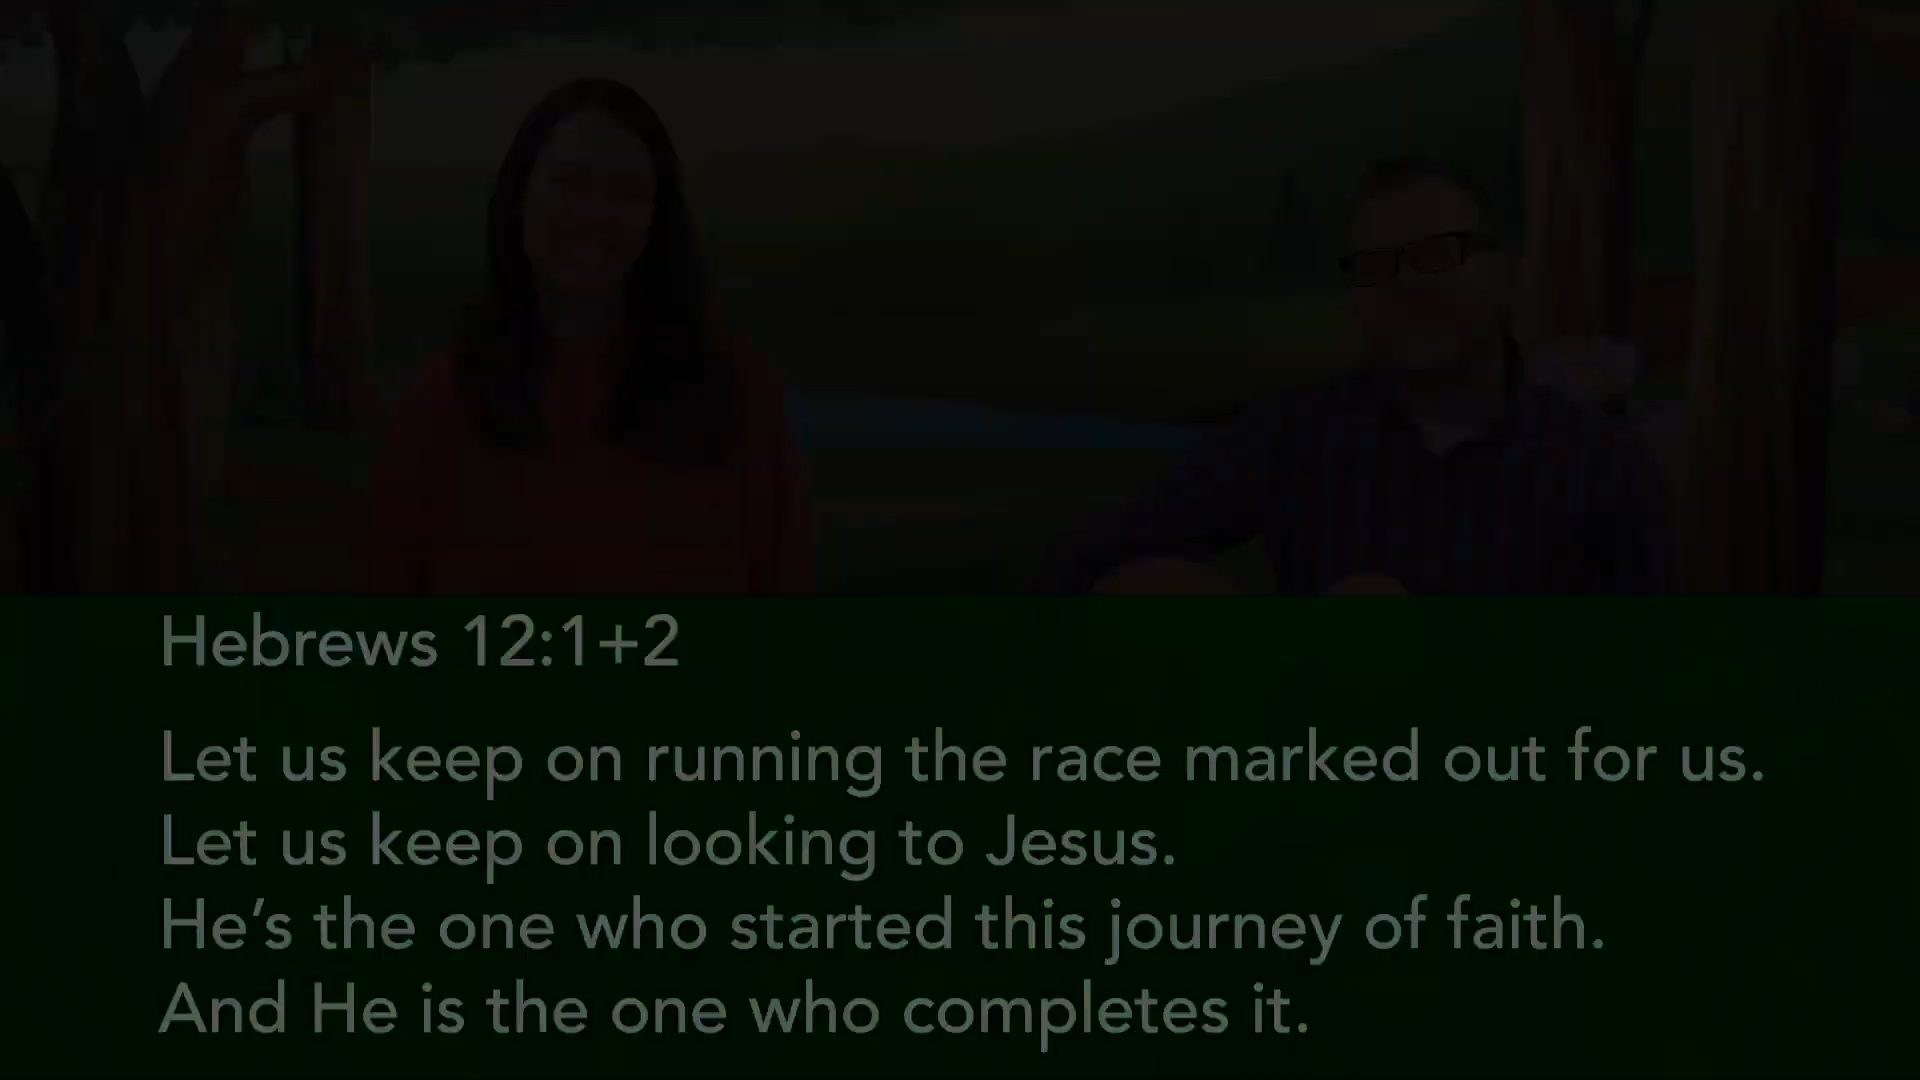 Hebrews 12:1+2
Let us keep on running the race marked out for us.
Let us keep on looking to Jesus.
He’s the one who started this journey of faith.
And He is the one who completes it.